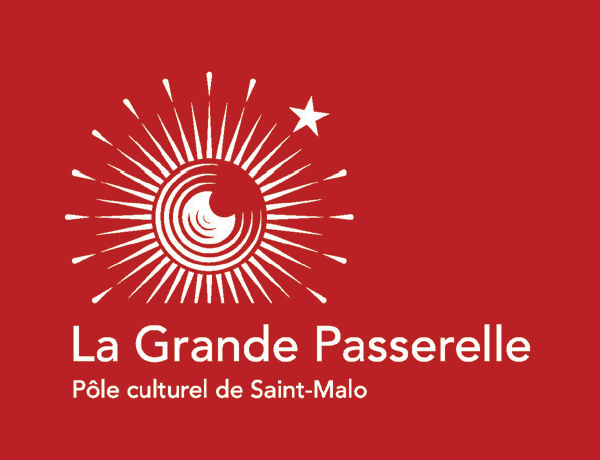 La Grande Passerelle
Pôle culturel de Saint-Malo